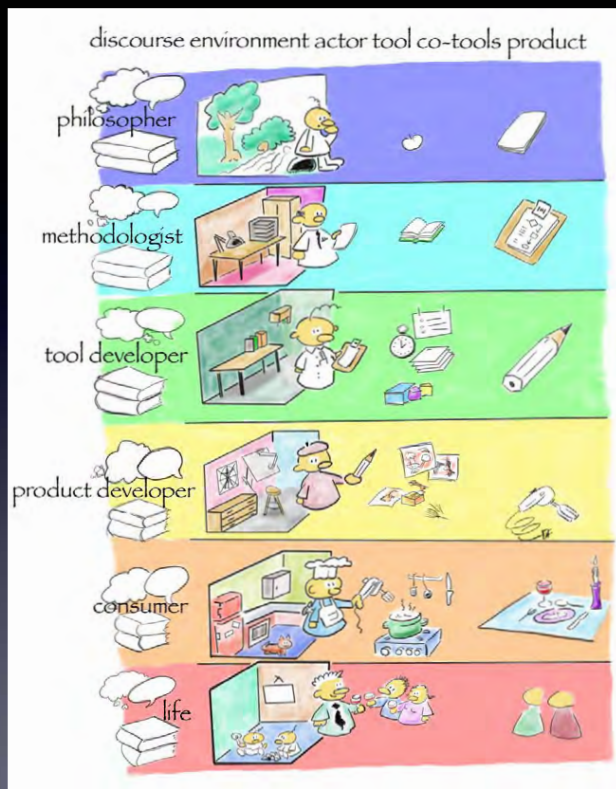 discourse environment actor tool co-tools product
philosopher
methodologist
tool developer
product developer
consumer
life